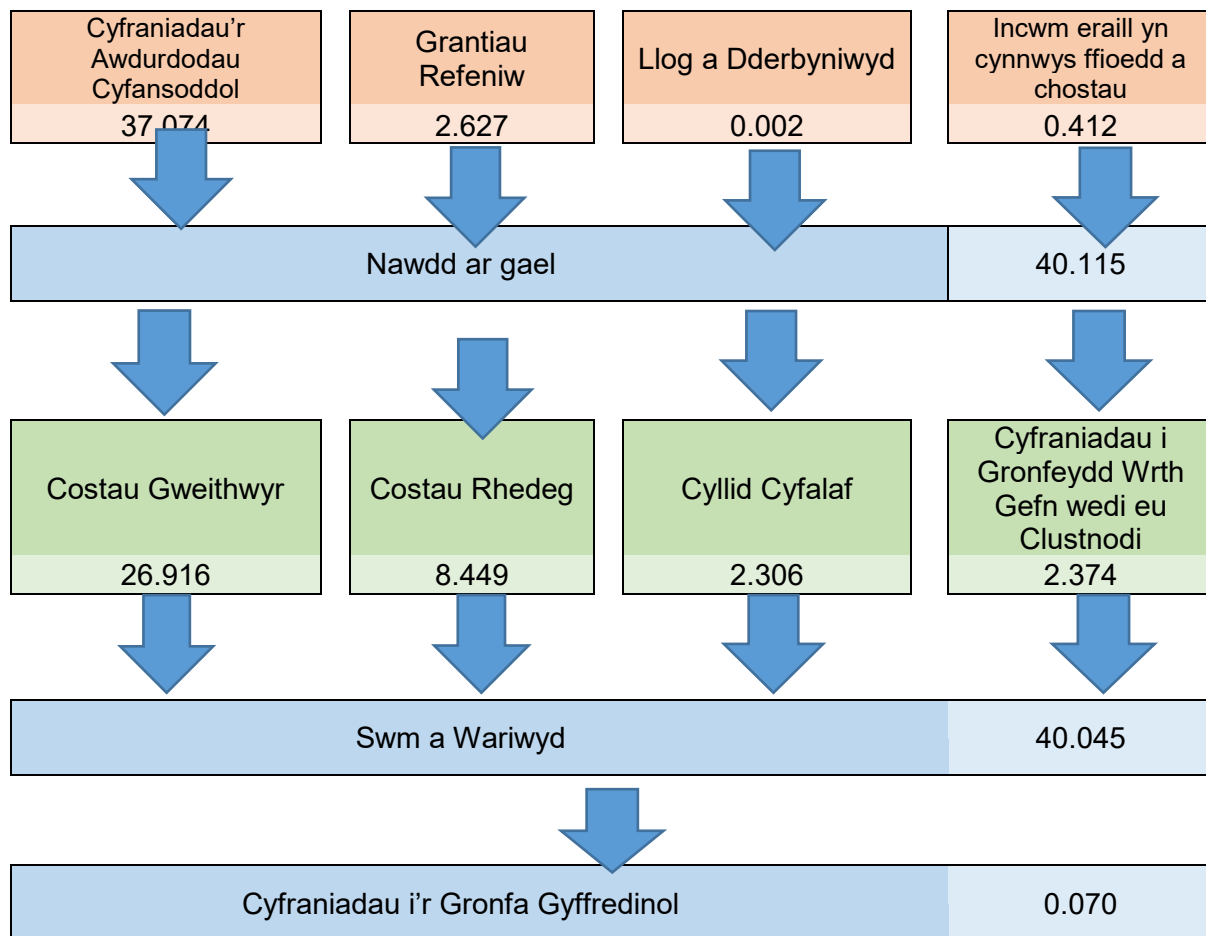 Cyfraniadau’r
Awdurdodau
Cyfansoddol
37.074
Grantiau
Refeniw
2.627
Llog a Dderbyniwyd
0.002
Incwm eraill yn
cynnwys ffioedd a
chostau
0.412
Nawdd ar gael
40.115
Costau Gweithwyr
26.916
Costau Rhedeg
8.449
Cyllid Cyfalaf
2.306
Cyfraniadau i
Gronfeydd Wrth
Gefn wedi eu
Clustnodi
2.374
Swm a Wariwyd
40.045
Cyfraniadau i’r Gronfa Gyffredinol
0.070